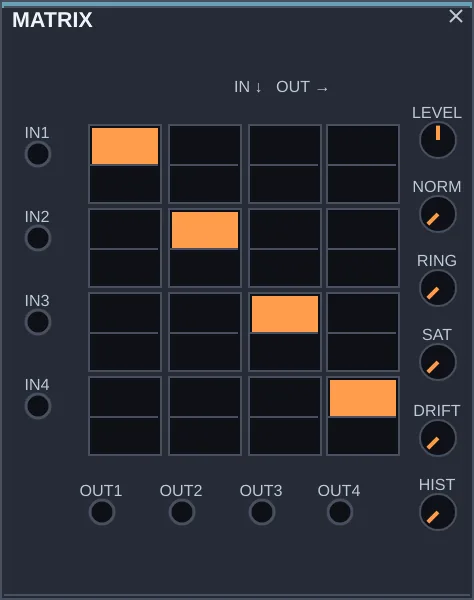 MATRIX ×
IN ↓ OUT →
LEVEL
IN1
NORM
IN2
RING
IN3
SAT
IN4
DRIFT
OUT1 OUT2 OUT3 OUT4
HIST